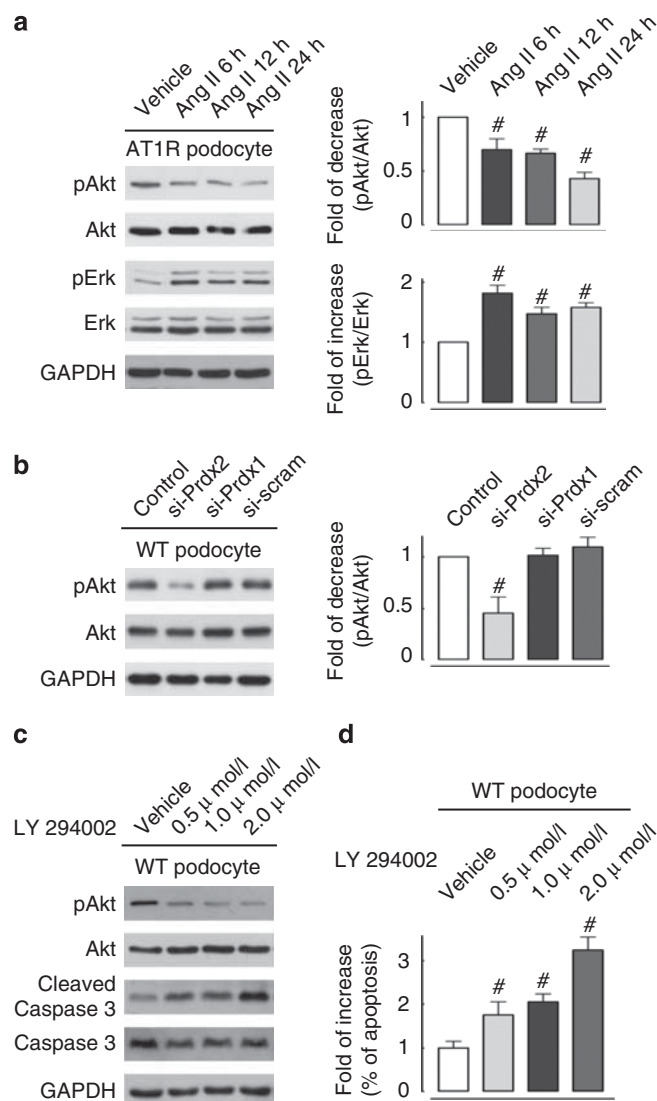 a
Vehicle
Ang II 6 h
Ang II 12 h
Ang II 24 h
AT1R podocyte
pAkt
Akt
pErk
Erk
GAPDH
Vehicle
Ang II 6 h
Ang II 12 h
Ang II 24 h
Fold of decrease
(pAkt/Akt)
1
0.5
0
#
#
#
Fold of increase
(pErk/Erk)
2
1
0
#
#
#
b
Control
si-Prdx2
si-Prdx1
si-scram
WT podocyte
pAkt
Akt
GAPDH
Control
si-Prdx2
si-Prdx1
si-scram
Fold of decrease
(pAkt/Akt)
1
0.5
0
#
c
LY 294002
Vehicle
0.5 μ mol/l
1.0 μ mol/l
2.0 μ mol/l
WT podocyte
pAkt
Akt
Cleaved
Caspase 3
Caspase 3
GAPDH
d
WT podocyte
LY 294002
Vehicle
0.5 μ mol/l
1.0 μ mol/l
2.0 μ mol/l
Fold of increase
(% of apoptosis)
3
2
1
0
#
#
#